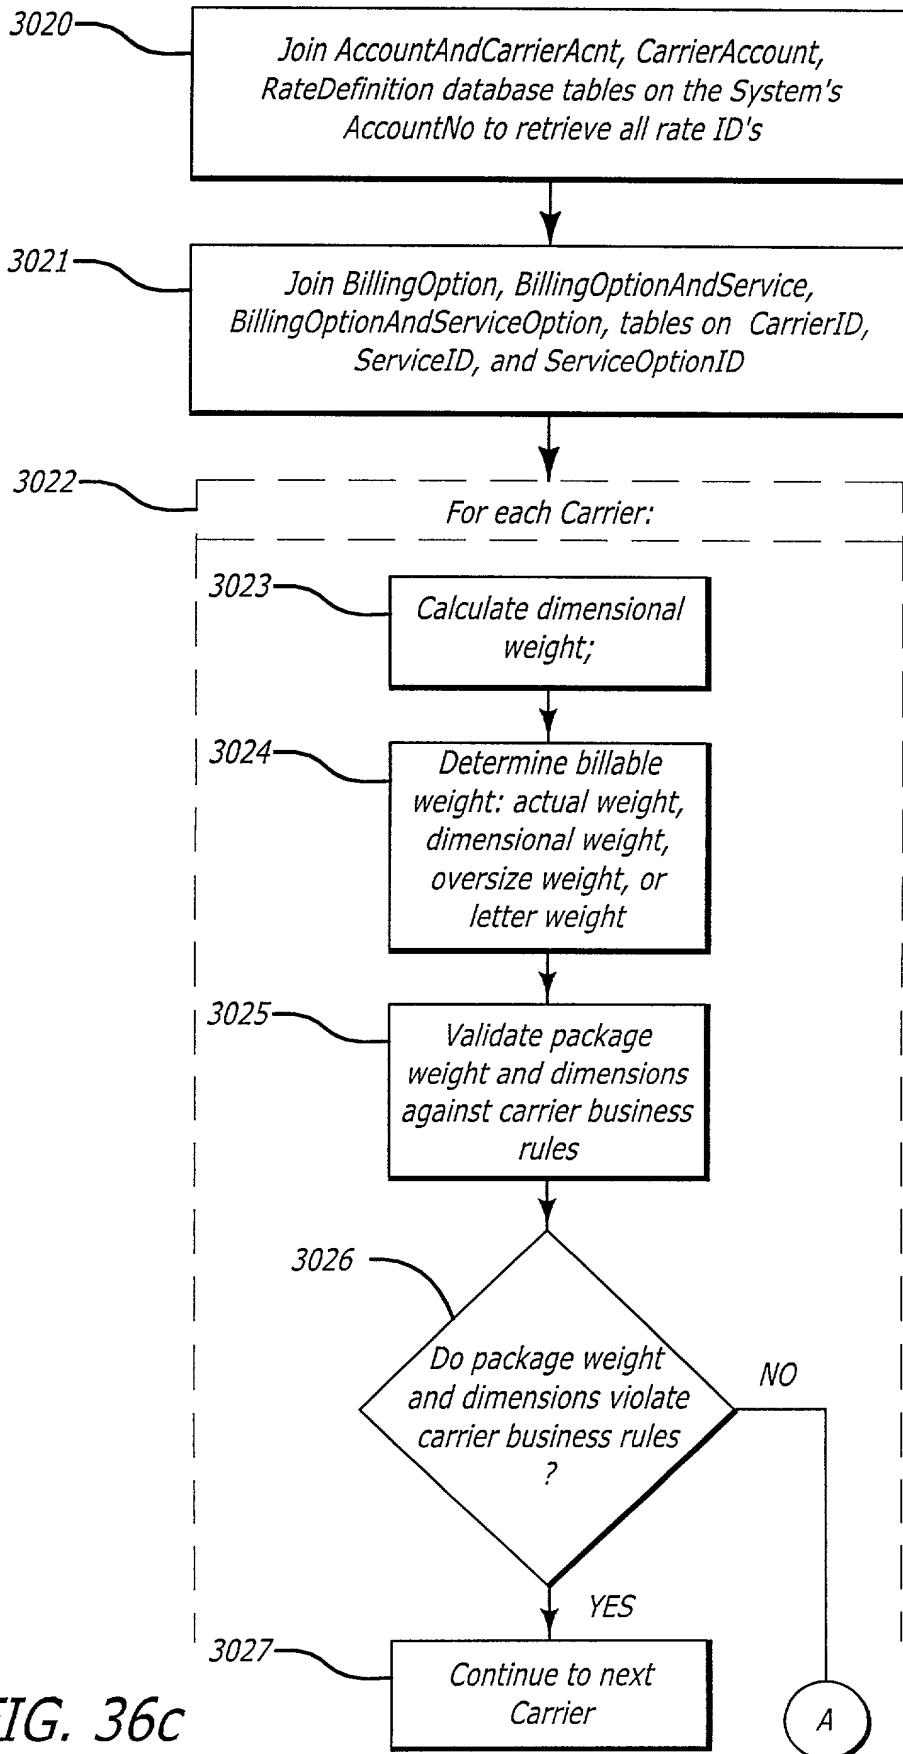 3020
Join AccountAndCarrierAcnt, CarrierAccount,
RateDefinition database tables on the System's
AccountNo to retrieve all rate ID's
3021
Join BillingOption, BillingOptionAndService,
BillingOptionAndServiceOption, tables on CarrierID,
ServiceID, and ServiceOptionID
3022
For each Carrier:
3023
Calculate dimensional
weight;
3024
Determine billable
weight: actual weight,
dimensional weight,
oversize weight, or
letter weight
3025
Validate package
weight and dimensions
against carrier business
rules
3026
Do package weight
and dimensions violate
carrier business rules
?
NO
YES
3027
Continue to next
Carrier
A
IG. 36c